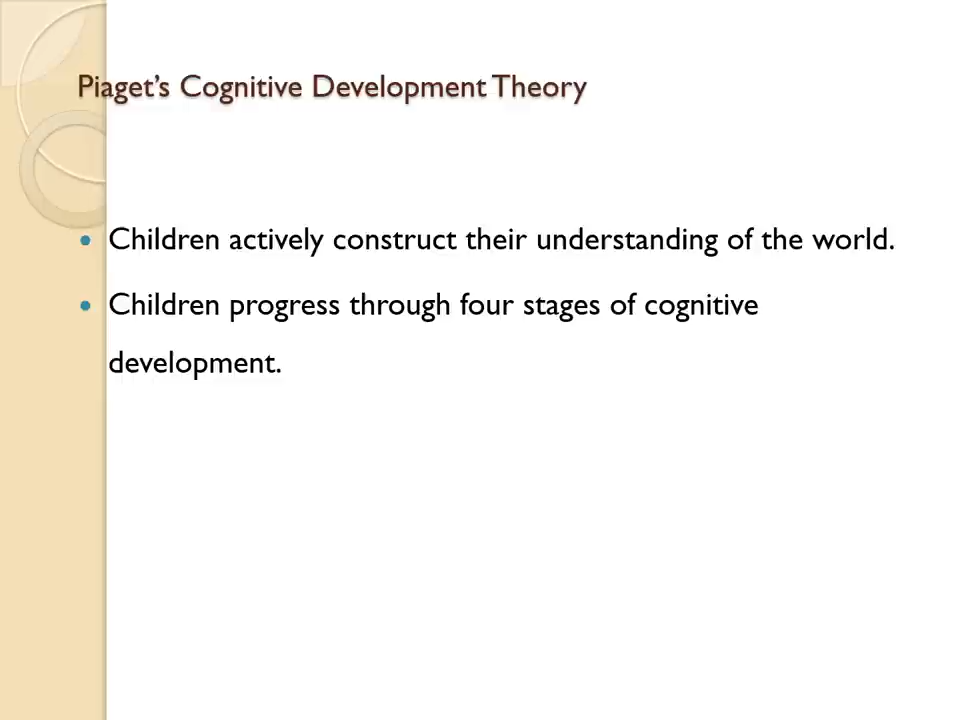 Piaget’s Cognitive Development Theory
• Children actively construct their understanding of the world.
• Children progress through four stages of cognitive
development.